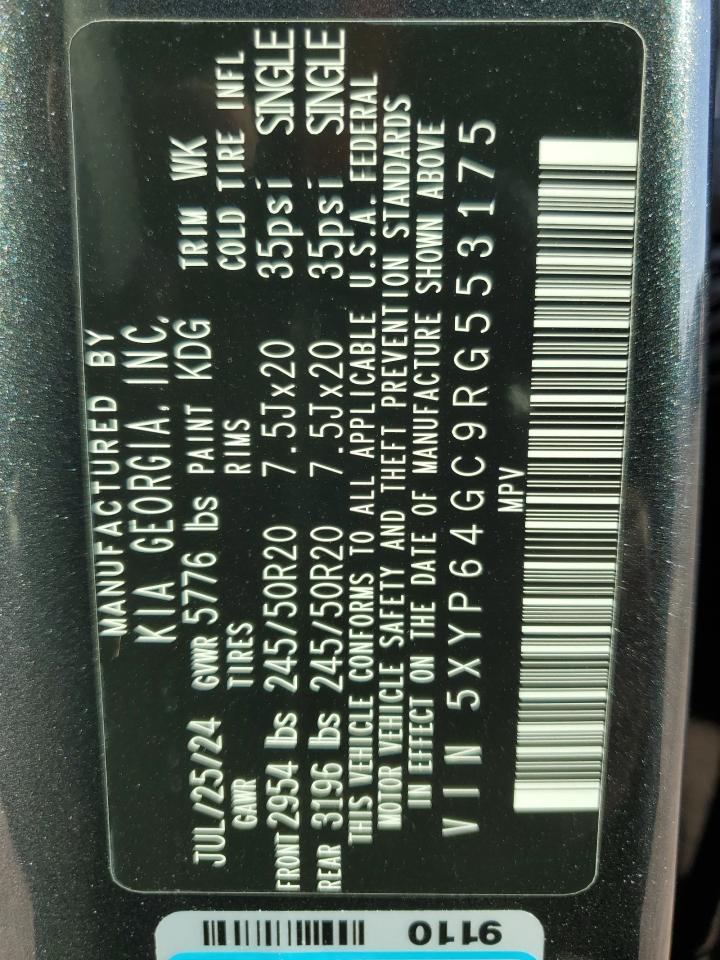 MANUFACTURED BY
KIA GEORGIA, INC.
JUL/25/24 GVWR 5776 lbs PAINT KDG TRIM WK
GAWR TIRES RIMS COLD TIRE INFL
FRONT 2954 lbs 245/50R20 7.5Jx20 35psi SINGLE
REAR 3196 lbs 245/50R20 7.5Jx20 35psi SINGLE
THIS VEHICLE CONFORMS TO ALL APPLICABLE U.S.A. FEDERAL
MOTOR VEHICLE SAFETY AND THEFT PREVENTION STANDARDS
IN EFFECT ON THE DATE OF MANUFACTURE SHOWN ABOVE
VIN 5XYP64GC9RG553175
MPV
9110